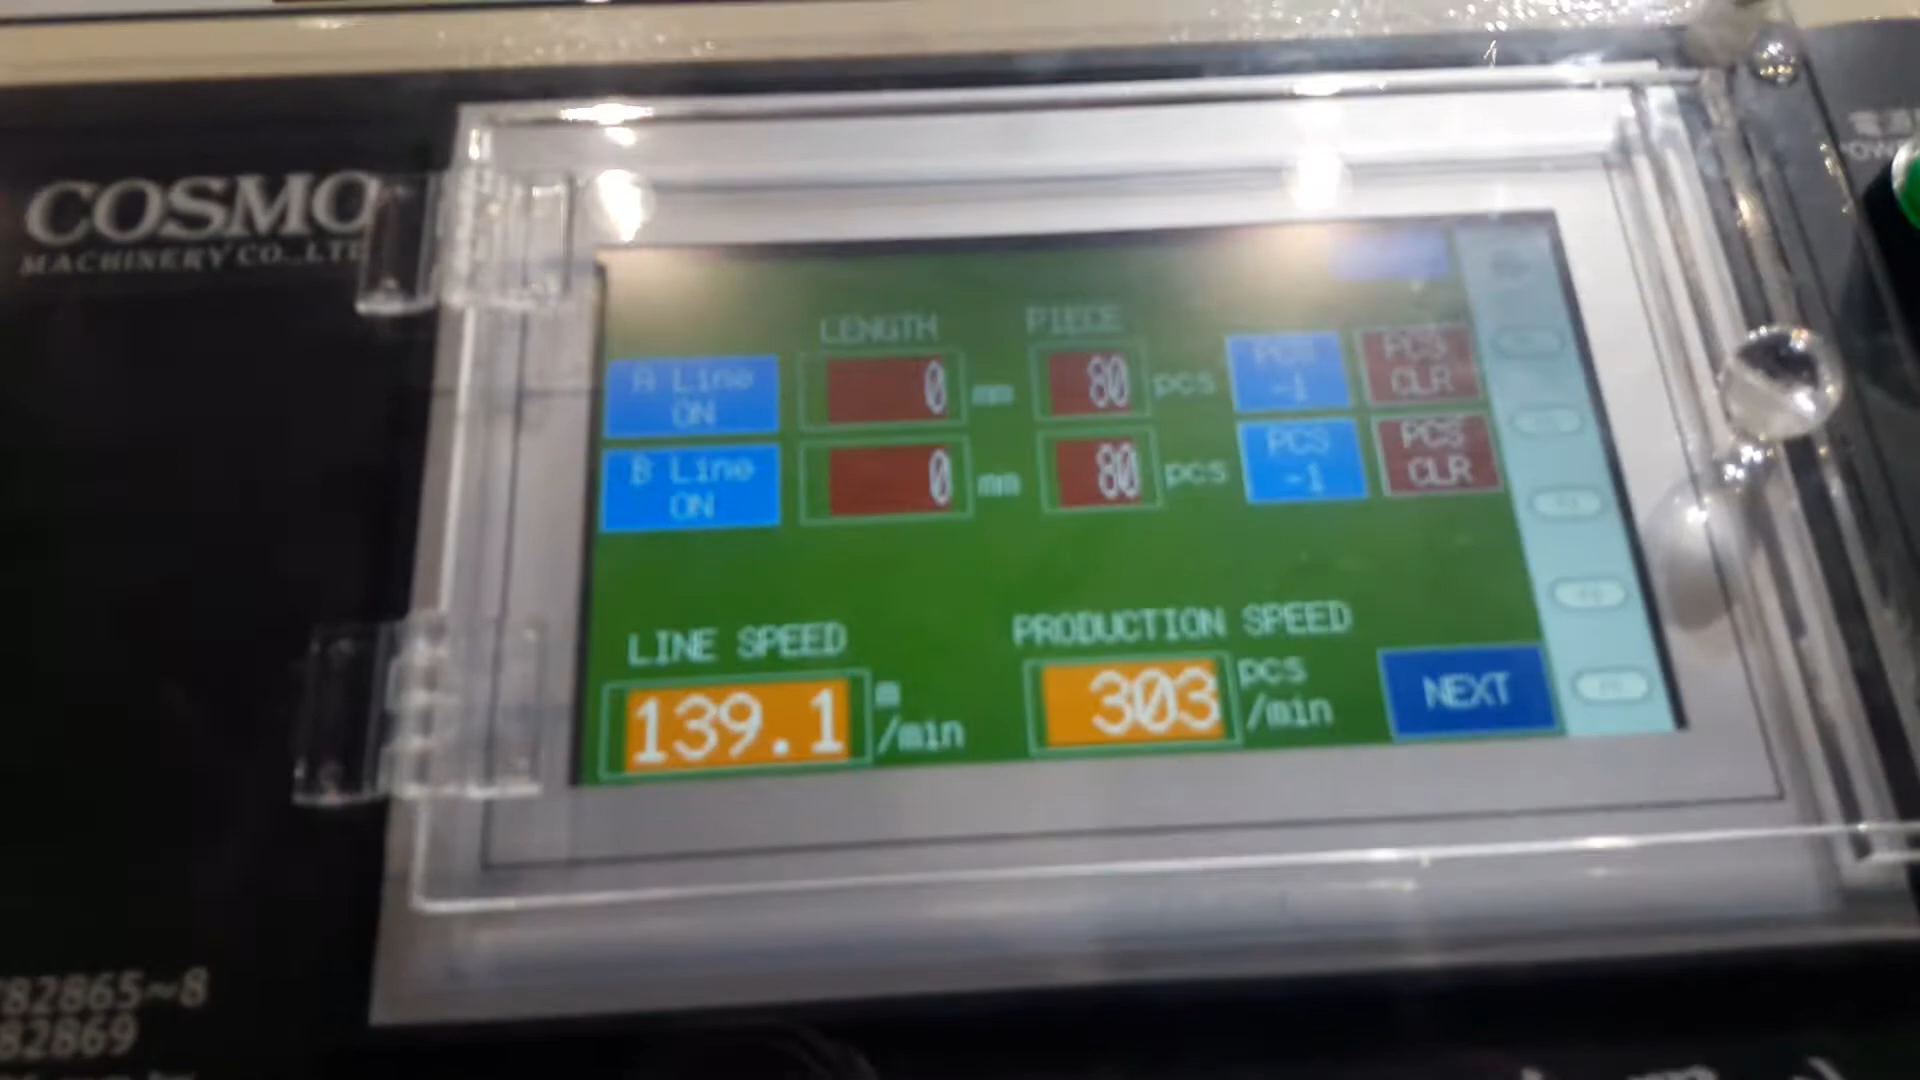 COSMO
MACHINERY CO.,LTD
LENGTH PIECE
A Line ON 0 mm 80 pcs PCS -1 PCS CLR
B Line ON 0 mm 80 pcs PCS -1 PCS CLR
LINE SPEED PRODUCTION SPEED
139.1 m/min 303 pcs/min NEXT
82865~8
82869